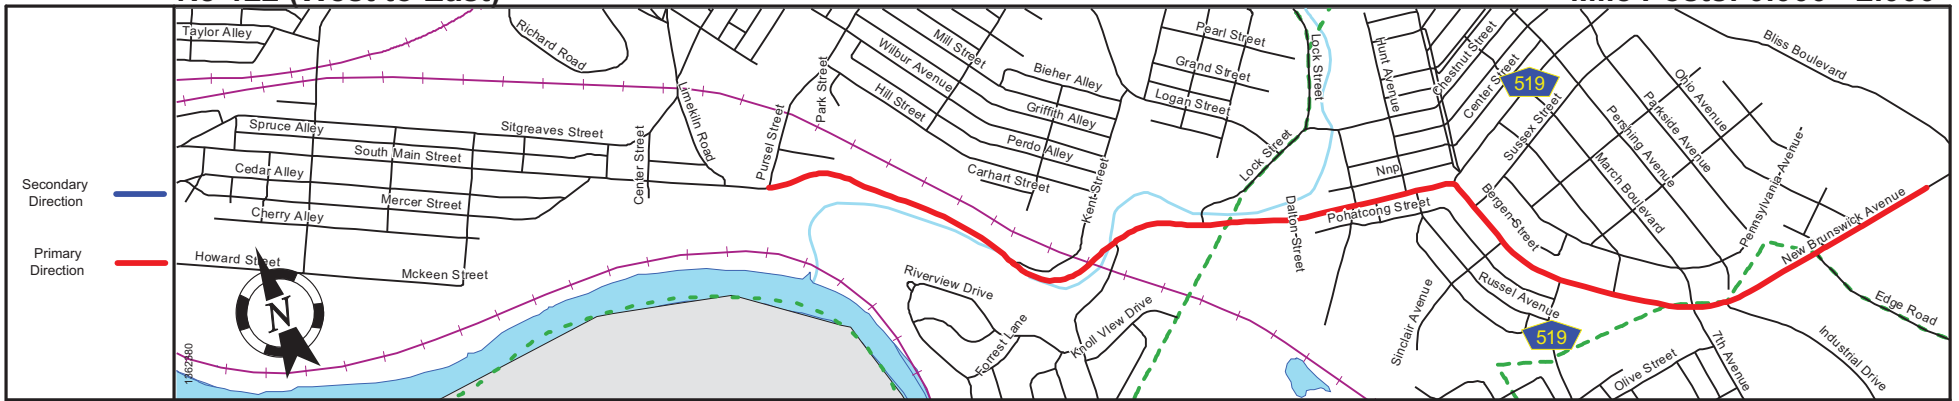 Secondary
Direction
Primary
Direction
Taylor Alley
Richard Road
Spruce Alley
Sitgreaves Street
South Main Street
Cedar Alley
Mercer Street
Cherry Alley
Howard Street
Mckeen Street
Center Street
Limekiln Road
Pursel Street
Park Street
Mill Street
Wilbur Avenue
Hill Street
Bieher Alley
Griffith Alley
Perdo Alley
Carhart Street
Kent Street
Pearl Street
Grand Street
Logan Street
Lock Street
Lock Street
Hunt Avenue
Chestnut Street
Center Street
519
Sussex Street
Nnp
Dalton Street
Pohatcong Street
Bergen Street
Ohio Avenue
Parkside Avenue
Pershing Avenue
March Boulevard
Bliss Boulevard
Pennsylvania Avenue
New Brunswick Avenue
Edge Road
Industrial Drive
7th Avenue
Olive Street
519
Russel Avenue
Sinclair Avenue
Riverview Drive
Forrest Lane
Knoll View Drive
N
1362980